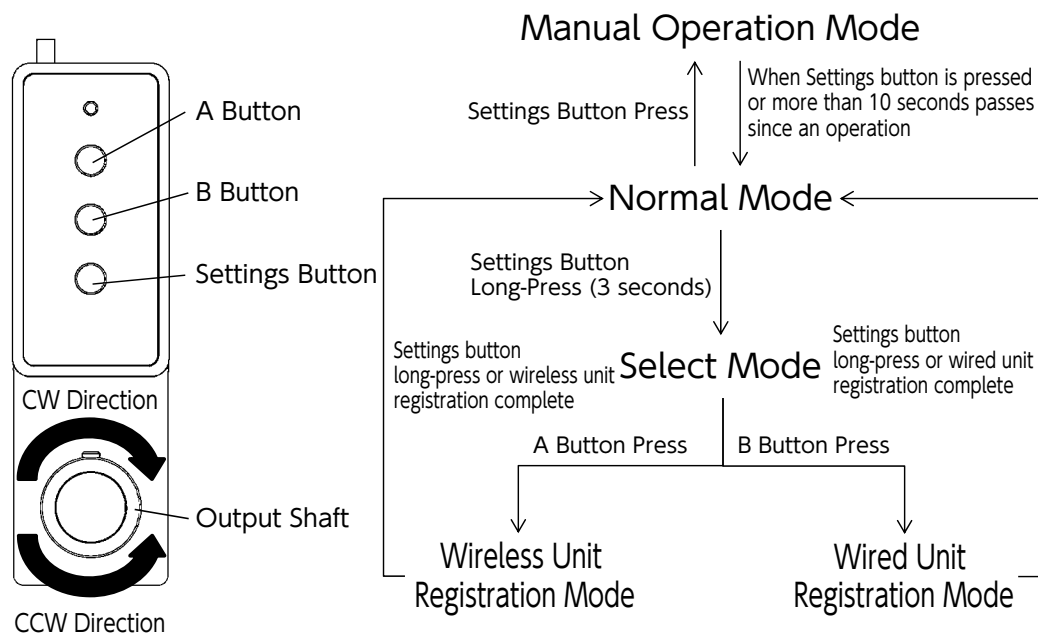 A Button
B Button
Settings Button
CW Direction
Output Shaft
CCW Direction
Manual Operation Mode
Settings Button Press
When Settings button is pressed
or more than 10 seconds passes
since an operation
Normal Mode
Settings Button
Long-Press (3 seconds)
Settings button
long-press or wireless unit
registration complete
Select Mode
Settings button
long-press or wired unit
registration complete
A Button Press
B Button Press
Wireless Unit
Registration Mode
Wired Unit
Registration Mode